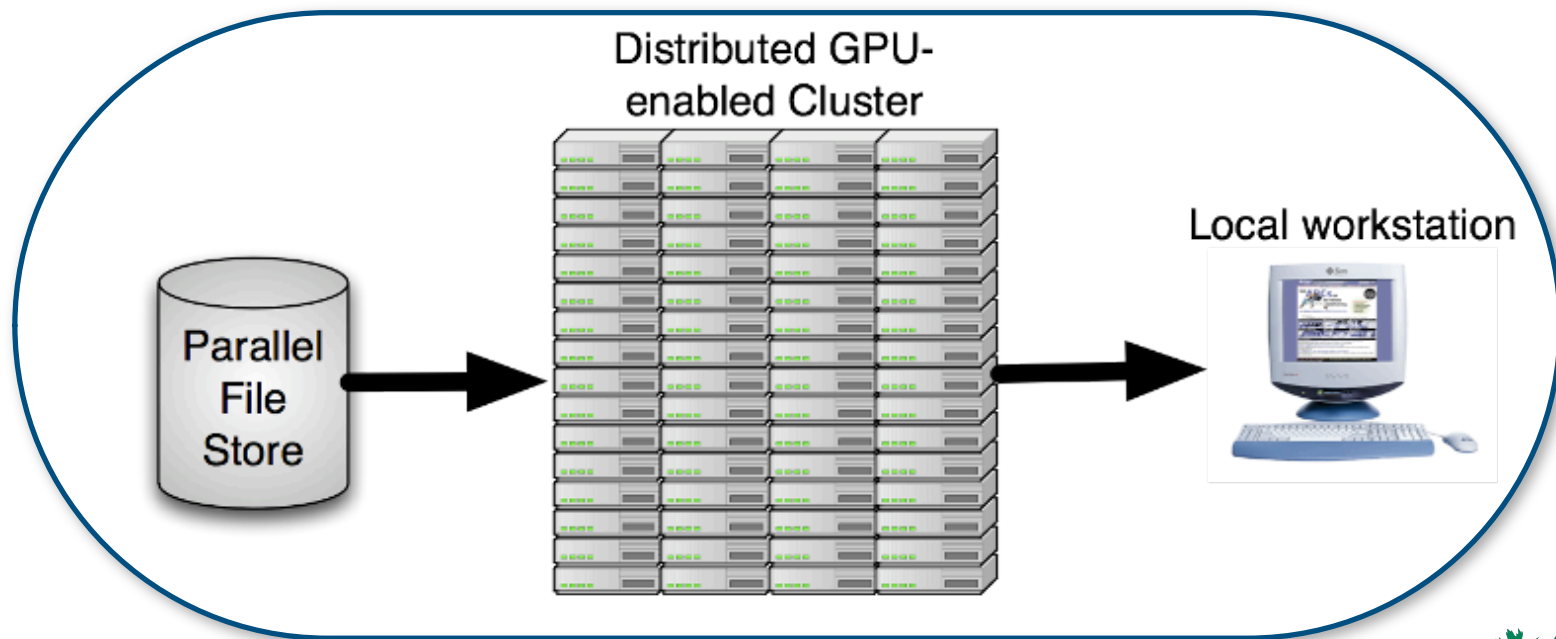 Distributed GPU-
enabled Cluster
Local workstation
Parallel
File
Store